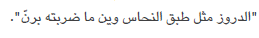 "الدروز مثل طبق النحاس وين ما ضربته برنّ".